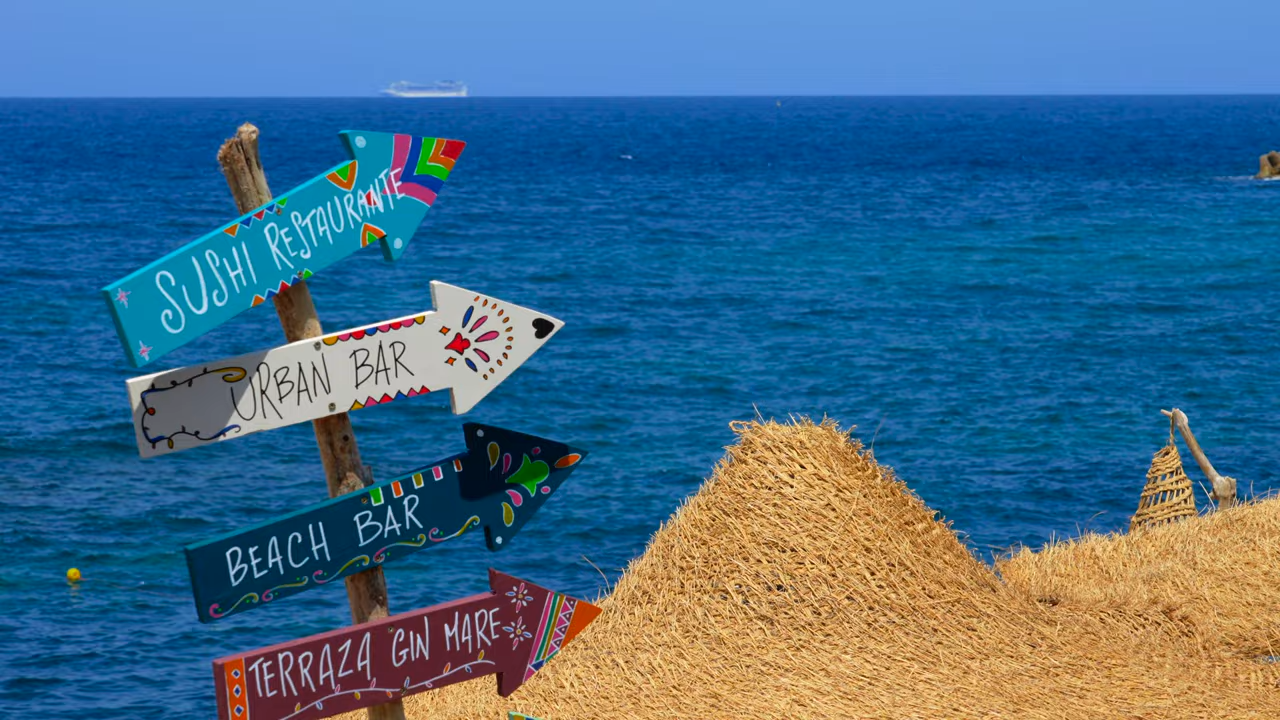 SUSHI RESTAURANTE
URBAN BAR
BEACH BAR
TERRAZA GIN MARE